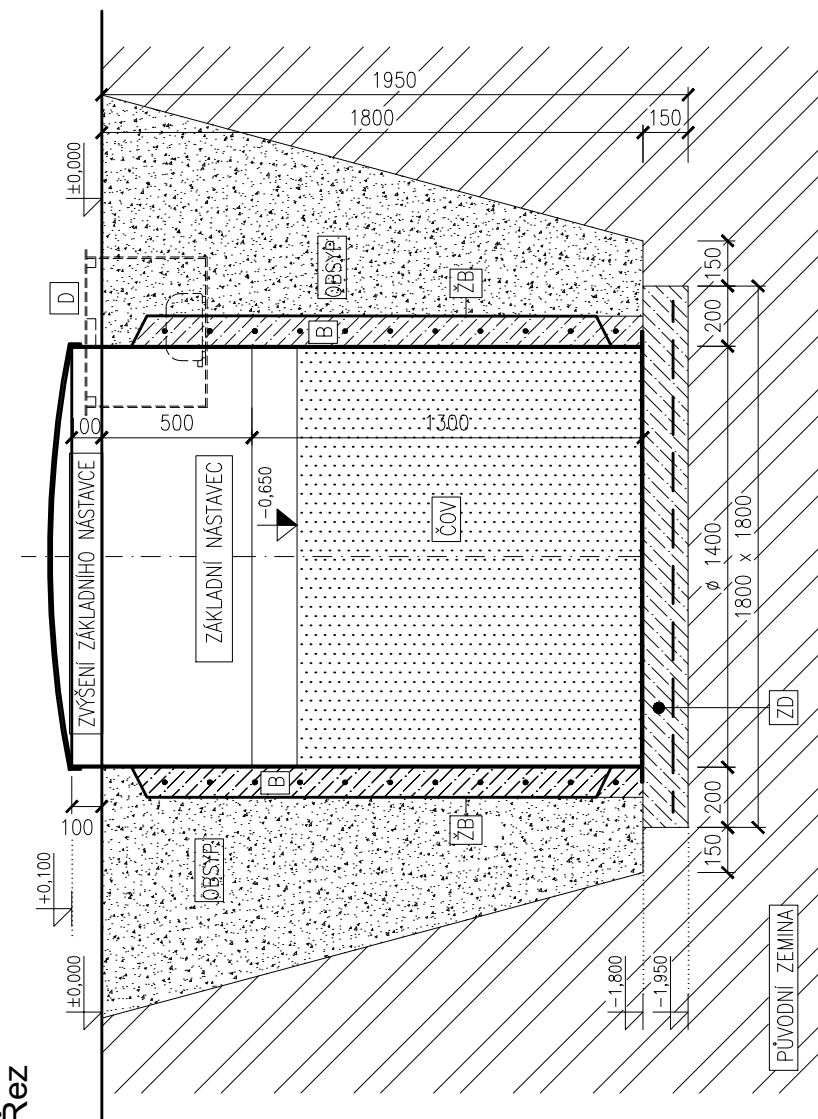 Řez
+0,100
±0,000
±0,000
100
ZVÝŠENÍ ZÁKLADNÍHO NÁSTAVCE
ZÁKLADNÍ NÁSTAVEC
-0,650
ČOV
100
500
1300
D
OBSYP
OBSYP
B
B
ŽB
ŽB
1950
1800
150
-1,800
-1,950
150
200
ø 1400
200
150
1800 x 1800
ZD
PŮVODNÍ ZEMINA